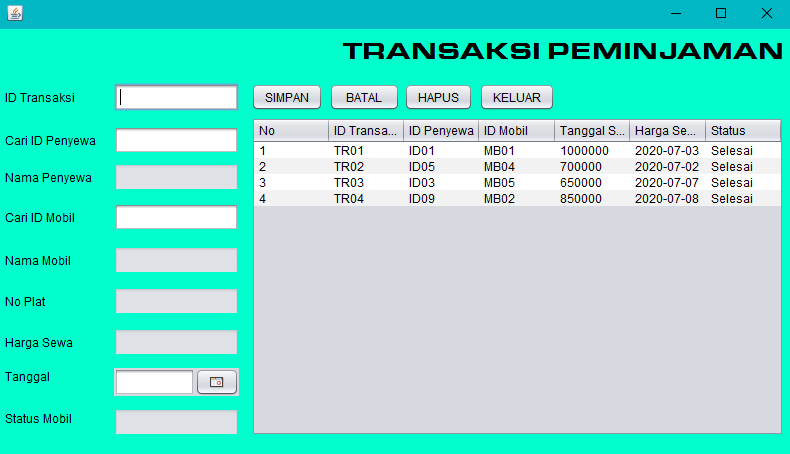 TRANSAKSI PEMINJAMAN
ID Transaksi
SIMPAN BATAL HAPUS KELUAR
Cari ID Penyewa
Nama Penyewa
Cari ID Mobil
Nama Mobil
No Plat
Harga Sewa
Tanggal
Status Mobil
No ID Transa... ID Penyewa ID Mobil Tanggal S... Harga Se... Status
1 TR01 ID01 MB01 1000000 2020-07-03 Selesai
2 TR02 ID05 MB04 700000 2020-07-02 Selesai
3 TR03 ID03 MB05 650000 2020-07-07 Selesai
4 TR04 ID09 MB02 850000 2020-07-08 Selesai